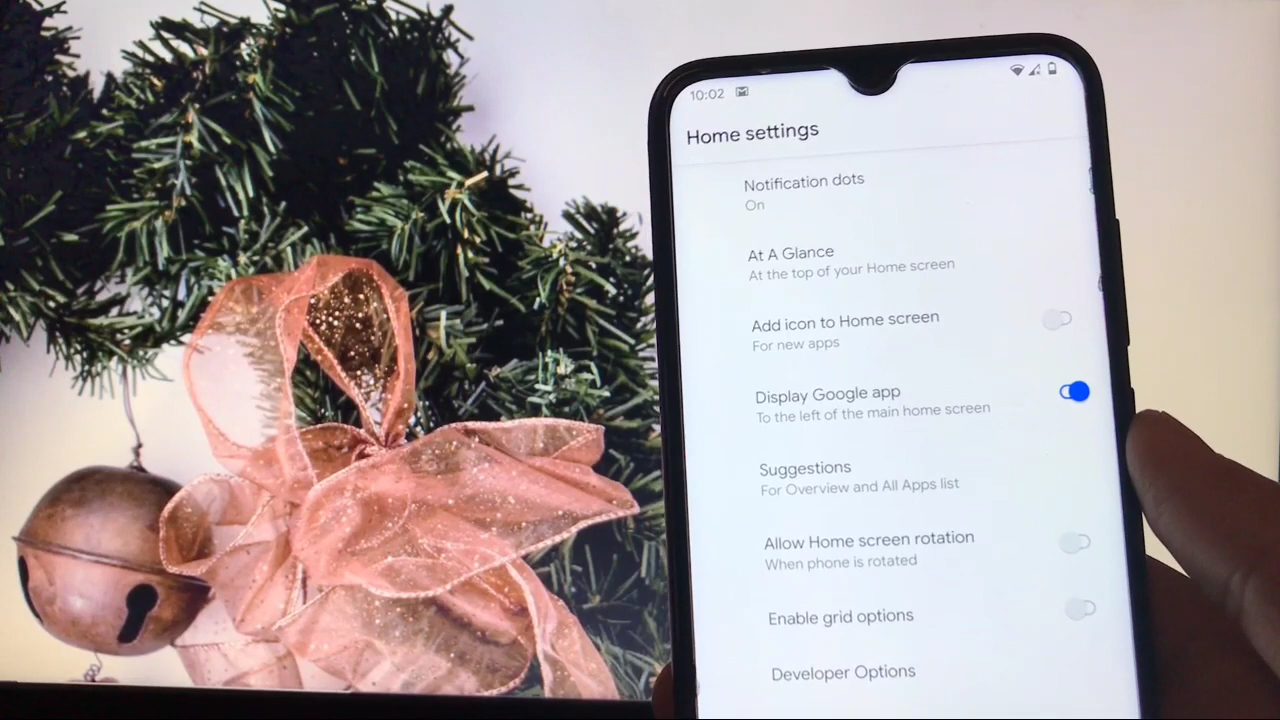 10:02
Home settings
Notification dots
On
At A Glance
At the top of your Home screen
Add icon to Home screen
For new apps
Display Google app
To the left of the main home screen
Suggestions
For Overview and All Apps list
Allow Home screen rotation
When phone is rotated
Enable grid options
Developer Options